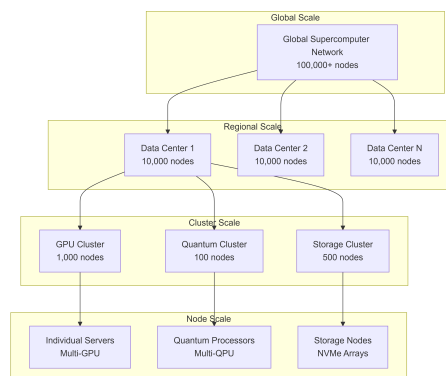 Global Scale
Global Supercomputer
Network
100,000+ nodes
Regional Scale
Data Center 1
10,000 nodes
Data Center 2
10,000 nodes
Data Center N
10,000 nodes
Cluster Scale
GPU Cluster
1,000 nodes
Quantum Cluster
100 nodes
Storage Cluster
500 nodes
Node Scale
Individual Servers
Multi-GPU
Quantum Processors
Multi-QPU
Storage Nodes
NVMe Arrays